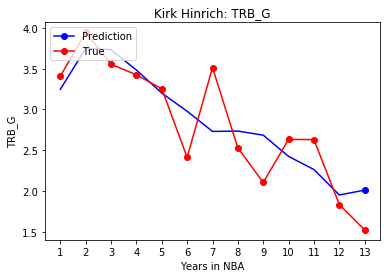 Kirk Hinrich: TRB_G
Prediction
True
4.0
3.5
3.0
2.5
2.0
1.5
TRB_G
1 2 3 4 5 6 7 8 9 10 11 12 13
Years in NBA